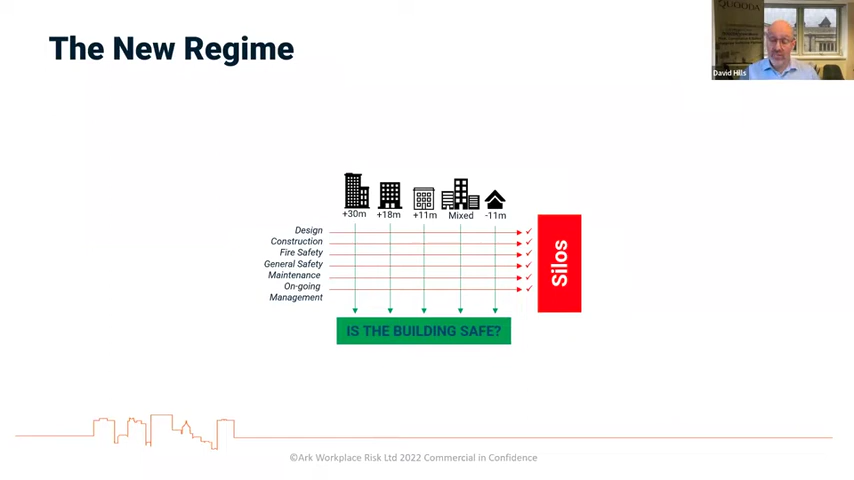 The New Regime
David Hills
+30m +18m +11m Mixed -11m
Design
Construction
Fire Safety
General Safety
Maintenance
On-going
Management
Silos
IS THE BUILDING SAFE?
©Ark Workplace Risk Ltd 2022 Commercial in Confidence